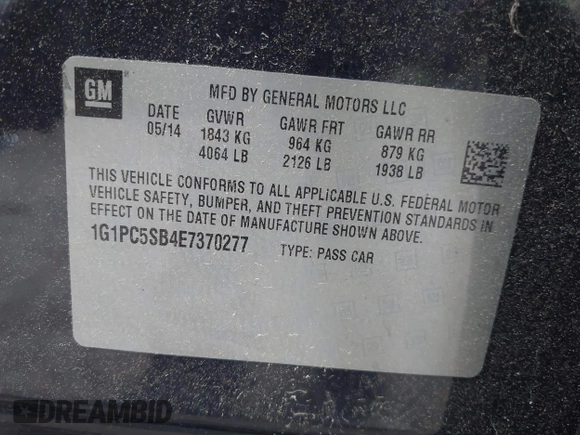 GM
MFD BY GENERAL MOTORS LLC
DATE GVWR GAWR FRT GAWR RR
05/14 1843 KG 964 KG 879 KG
4064 LB 2126 LB 1938 LB
THIS VEHICLE CONFORMS TO ALL APPLICABLE U.S. FEDERAL MOTOR
VEHICLE SAFETY, BUMPER, AND THEFT PREVENTION STANDARDS IN
EFFECT ON THE DATE OF MANUFACTURE SHOWN ABOVE.
1G1PC5SB4E7370277 TYPE: PASS CAR
DREAMBID